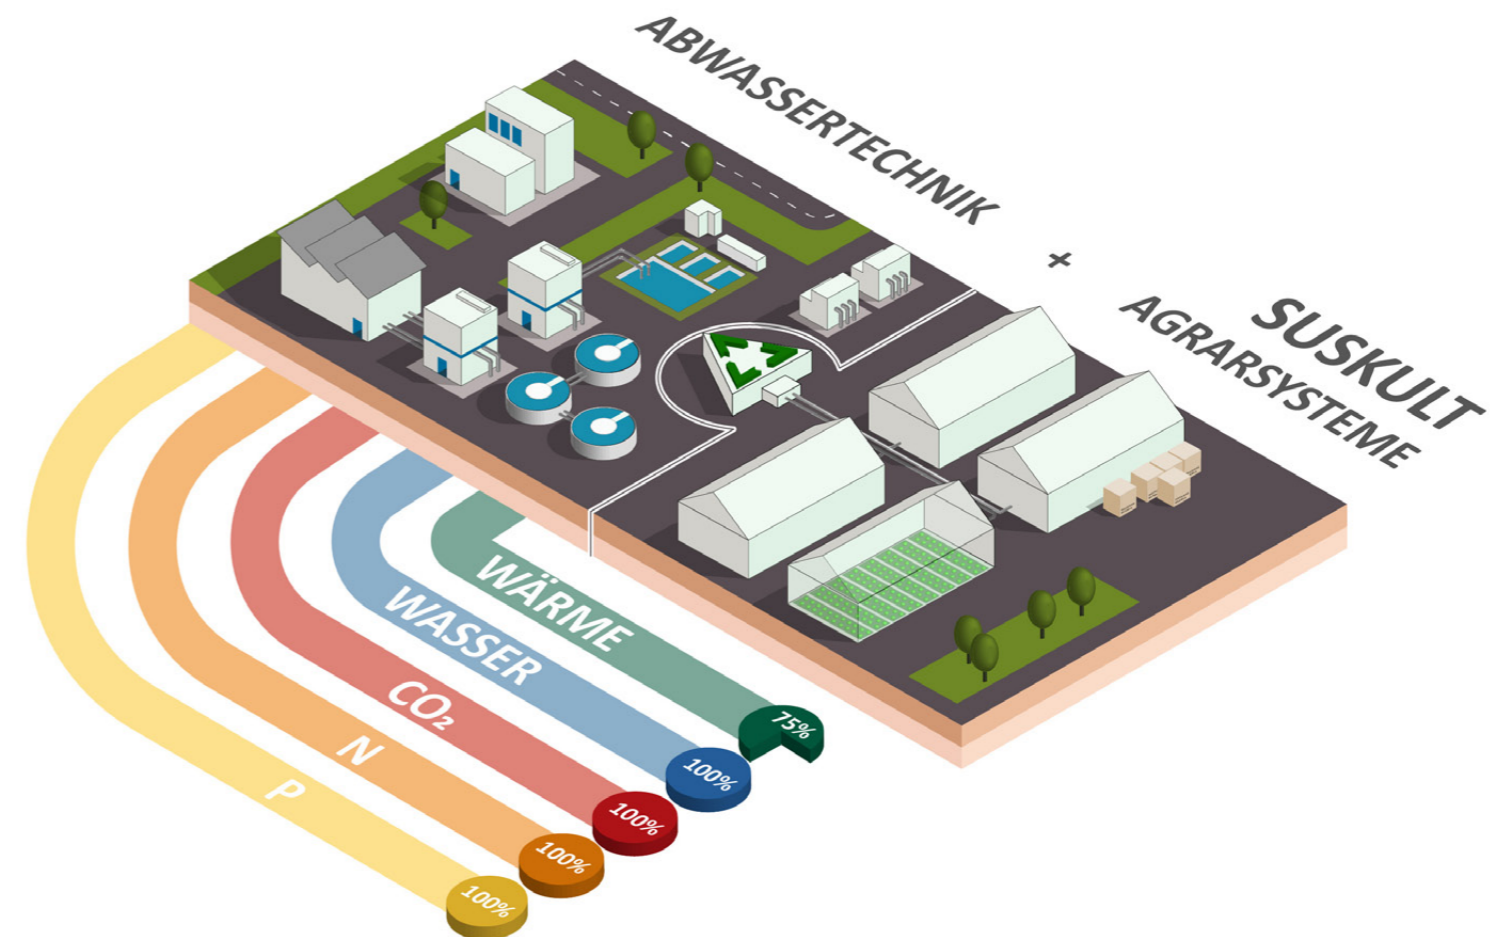 ABWASSERTECHNIK
+
AGRARSYSTEME
SUSKULT
WÄRME
75%
WASSER
100%
CO₂
100%
N
100%
P
100%